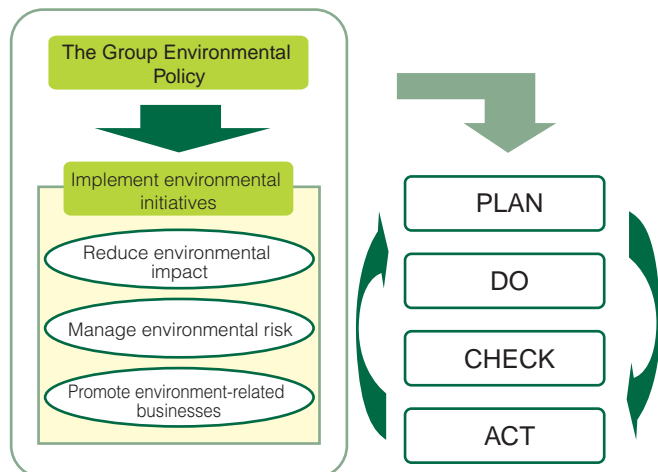 The Group Environmental
Policy
Implement environmental
initiatives
Reduce environmental
impact
Manage environmental risk
Promote environment-related
businesses
PLAN
DO
CHECK
ACT